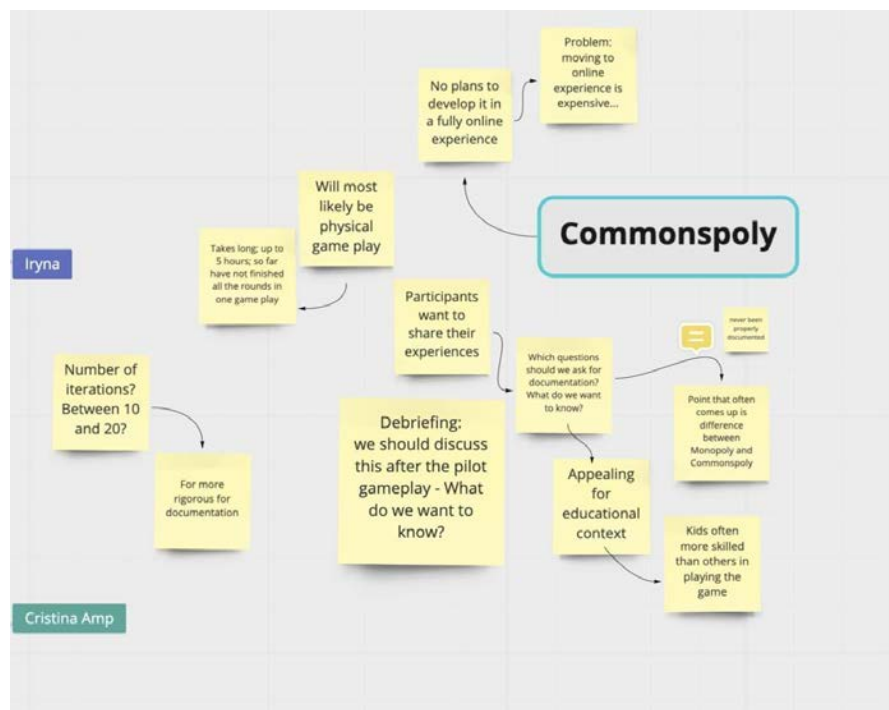 Problem:
moving to
online
experience is
expensive...
No plans to
develop it in
a fully online
experience
Commonspoly
Will most
likely be
physical
game play
Takes long; up to
5 hours; so far
have not finished
all the rounds in
one game play
Iryna
Participants
want to
share their
experiences
never been
properly
documented
Which questions
should we ask for
documentation?
What do we want
to know?
Number of
iterations?
Between 10
and 20?
Point that often
comes up is
difference
between
Monopoly and
Commonspoly
Debriefing:
we should discuss
this after the pilot
gameplay - What
do we want to
know?
For more
rigorous for
documentation
Appealing
for
educational
context
Kids often
more skilled
than others in
playing the
game
Cristina Amp